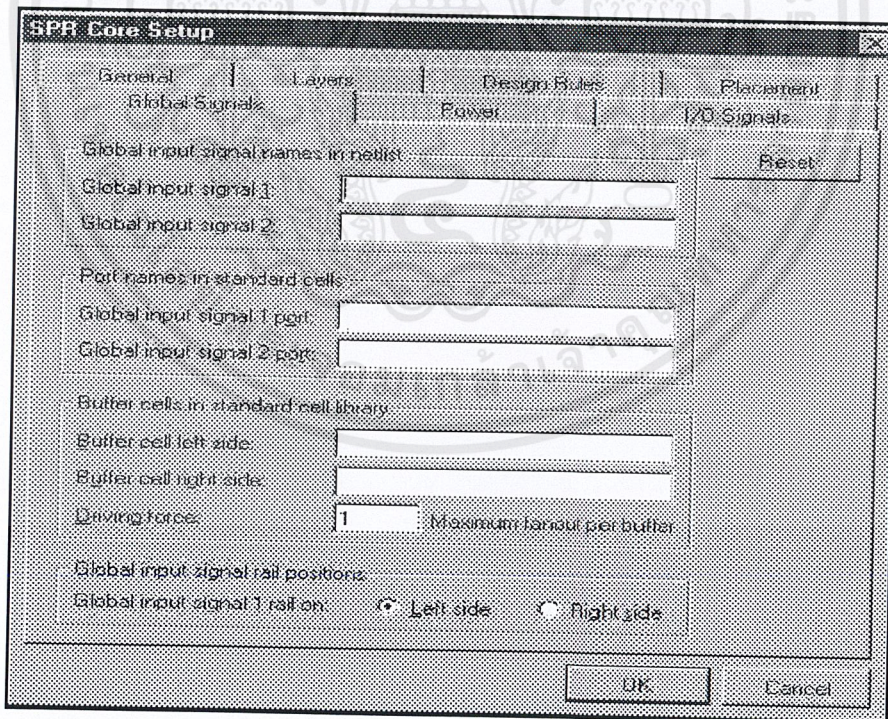 SPR Core Setup
General Layers Design Rules Placement
Global Signals Power I/O Signals
Global input signal names in netlist
Reset
Global input signal 1:
Global input signal 2:
Port names in standard cells
Global input signal 1 port:
Global input signal 2 port:
Buffer cells in standard cell library
Buffer cell left side:
Buffer cell right side:
Driving force: 1 Maximum fanout per buffer
Global input signal rail positions
Global input signal 1 rail on: Left side Right side
OK Cancel